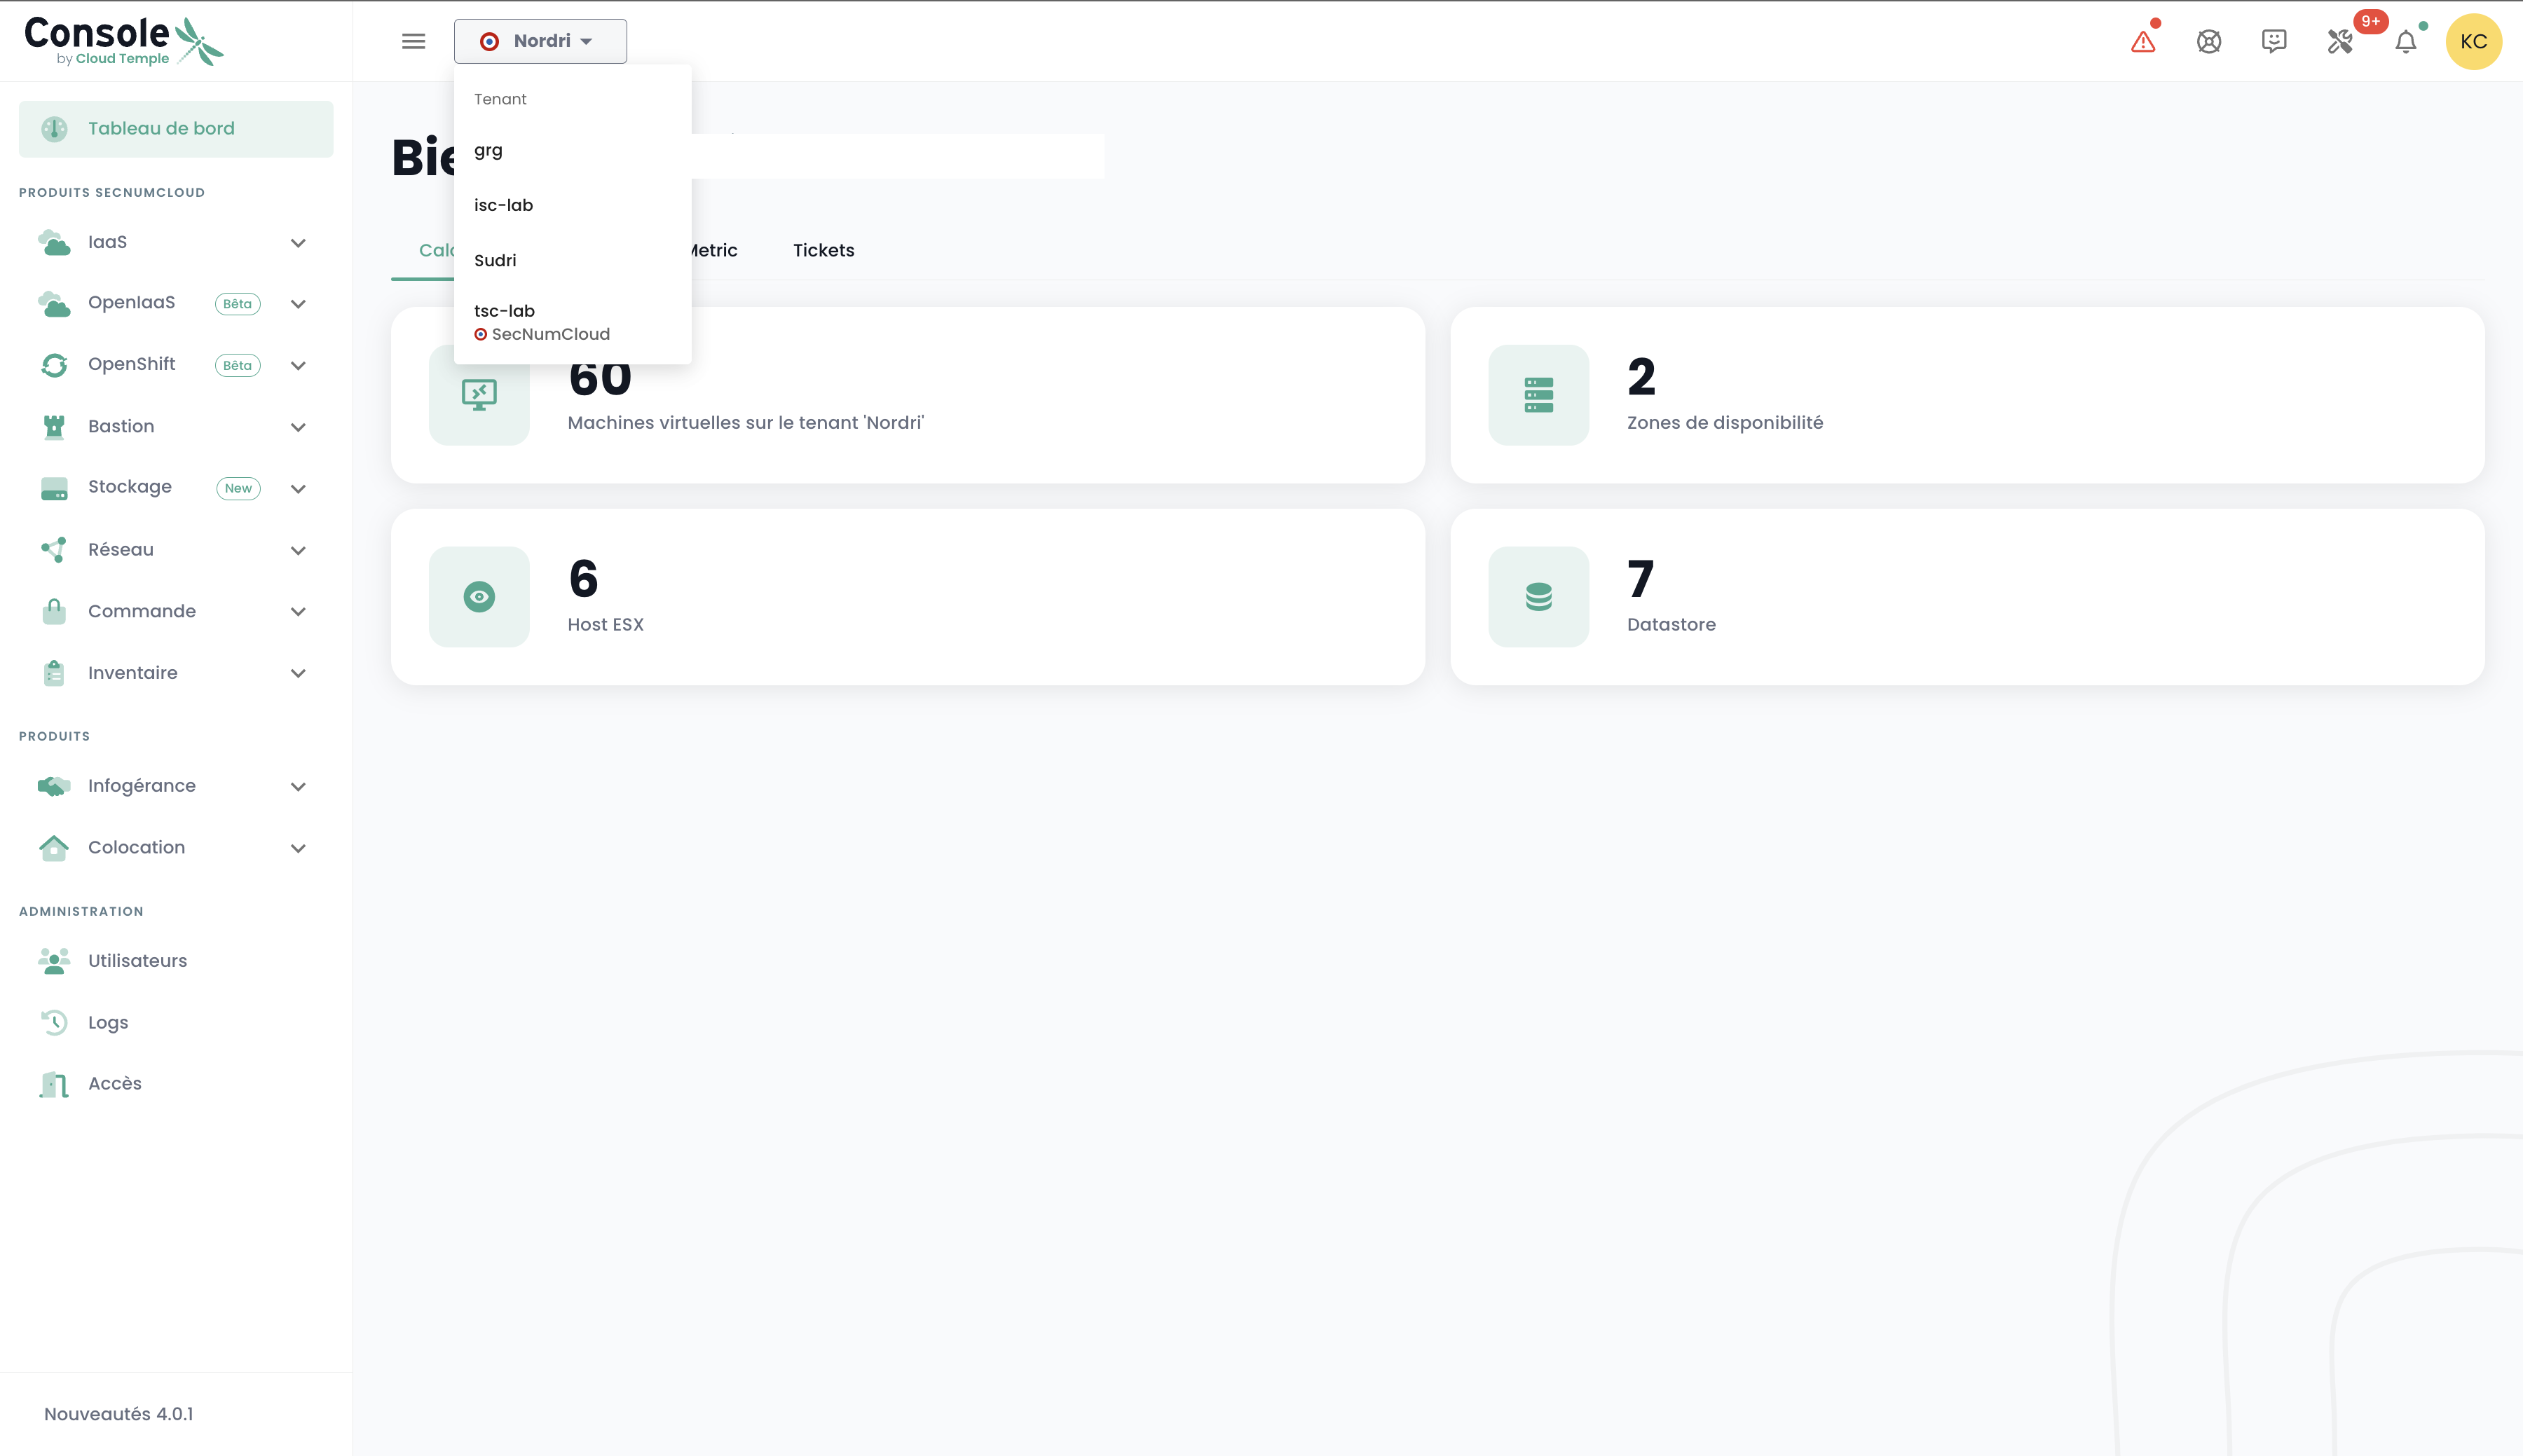 Console
by Cloud Temple
Nordri
9+
KC
Tableau de bord
PRODUITS SECNUMCLOUD
IaaS
OpenIaaS Bêta
OpenShift Bêta
Bastion
Stockage New
Réseau
Commande
Inventaire
PRODUITS
Infogérance
Colocation
ADMINISTRATION
Utilisateurs
Logs
Accès
Nouveautés 4.0.1
Tenant
grg
isc-lab
Sudri
tsc-lab
SecNumCloud
Bie
Calc
Metric
Tickets
60
Machines virtuelles sur le tenant 'Nordri'
2
Zones de disponibilité
6
Host ESX
7
Datastore